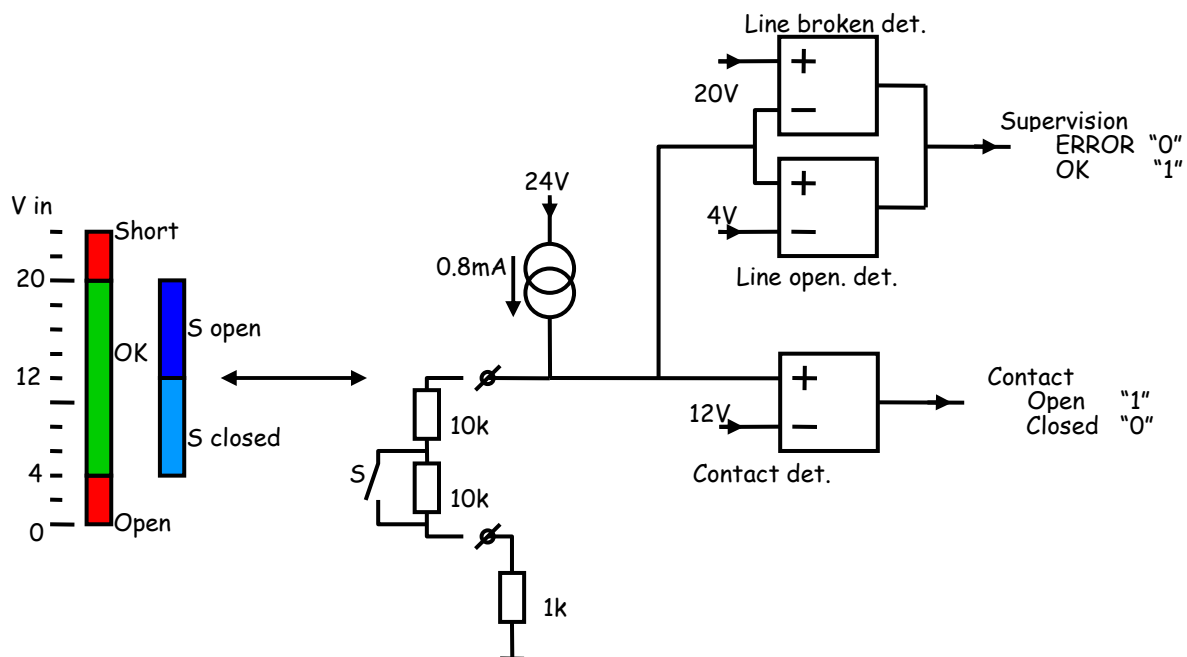 Line broken det.
+
20V
−
Supervision
ERROR “0”
OK “1”
+
4V
−
Line open. det.
24V
0.8mA
V in
Short
20
S open
OK
12
S closed
4
Open
0
10k
S
10k
1k
+
12V
−
Contact det.
Contact
Open “1”
Closed “0”